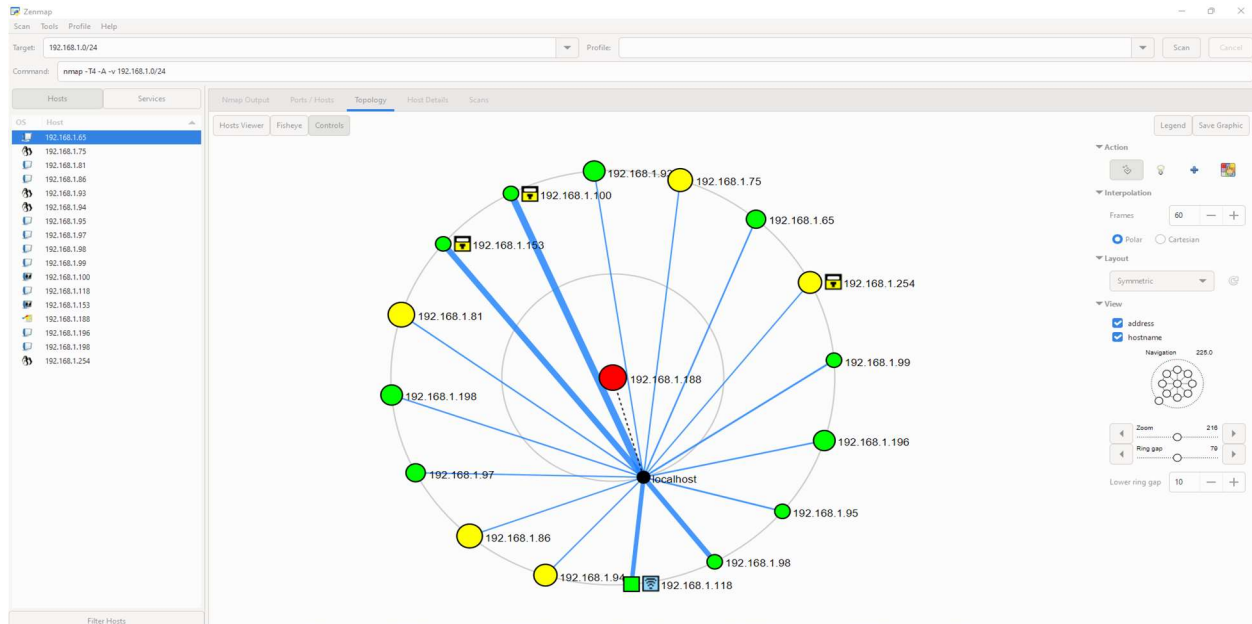 Zenmap
Scan Tools Profile Help
Target: 192.168.1.0/24 Profile: Scan Cancel
Command: nmap -T4 -A -v 192.168.1.0/24
Hosts Services
Nmap Output Ports / Hosts Topology Host Details Scans
OS Host
192.168.1.65
192.168.1.75
192.168.1.81
192.168.1.86
192.168.1.93
192.168.1.94
192.168.1.95
192.168.1.97
192.168.1.98
192.168.1.99
192.168.1.100
192.168.1.118
192.168.1.153
192.168.1.188
192.168.1.196
192.168.1.198
192.168.1.254
Filter Hosts
Hosts Viewer Fisheye Controls
Legend Save Graphic
192.168.1.93
192.168.1.75
192.168.1.100
192.168.1.65
192.168.1.153
192.168.1.254
192.168.1.81
192.168.1.99
192.168.1.188
192.168.1.198
192.168.1.196
192.168.1.97
localhost
192.168.1.95
192.168.1.86
192.168.1.98
192.168.1.94
192.168.1.118
Action
Interpolation
Frames 60
Polar Cartesian
Layout
Symmetric
View
address
hostname
Navigation 225.0
Zoom 216
Ring gap 79
Lower ring gap 10